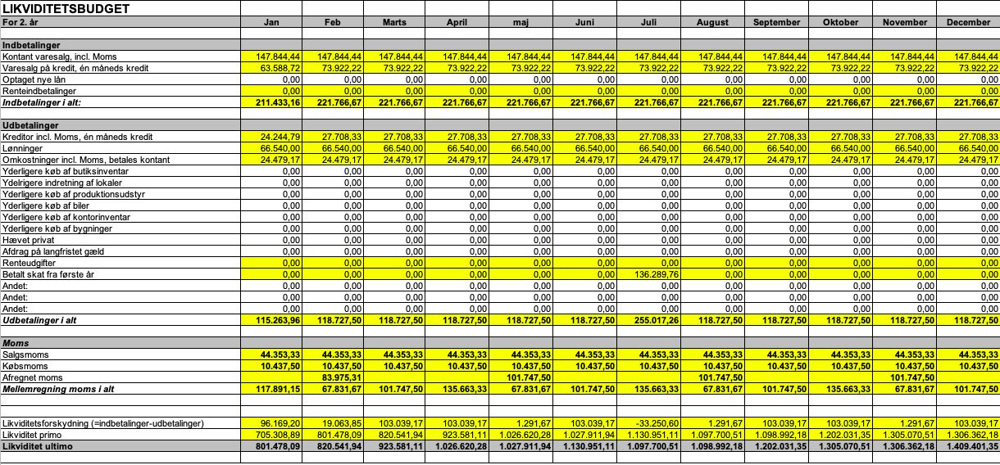 LIKVIDITETSBUDGET
For 2. år Jan Feb Marts April maj Juni Juli August September Oktober November December
Indbetalinger
Kontant varesalg, incl. Moms 147.844,44 147.844,44 147.844,44 147.844,44 147.844,44 147.844,44 147.844,44 147.844,44 147.844,44 147.844,44 147.844,44 147.844,44
Varesalg på kredit, én måneds kredit 63.588,72 73.922,22 73.922,22 73.922,22 73.922,22 73.922,22 73.922,22 73.922,22 73.922,22 73.922,22 73.922,22 73.922,22
Optaget nye lån 0,00 0,00 0,00 0,00 0,00 0,00 0,00 0,00 0,00 0,00 0,00 0,00
Renteindbetalinger 0,00 0,00 0,00 0,00 0,00 0,00 0,00 0,00 0,00 0,00 0,00 0,00
Indbetalinger i alt: 211.433,16 221.766,67 221.766,67 221.766,67 221.766,67 221.766,67 221.766,67 221.766,67 221.766,67 221.766,67 221.766,67 221.766,67
Udbetalinger
Kreditor incl. Moms, én måneds kredit 24.244,79 27.708,33 27.708,33 27.708,33 27.708,33 27.708,33 27.708,33 27.708,33 27.708,33 27.708,33 27.708,33 27.708,33
Lønninger 66.540,00 66.540,00 66.540,00 66.540,00 66.540,00 66.540,00 66.540,00 66.540,00 66.540,00 66.540,00 66.540,00 66.540,00
Omkostninger incl. Moms, betales kontant 24.479,17 24.479,17 24.479,17 24.479,17 24.479,17 24.479,17 24.479,17 24.479,17 24.479,17 24.479,17 24.479,17 24.479,17
Yderligere køb af butiksinventar 0,00 0,00 0,00 0,00 0,00 0,00 0,00 0,00 0,00 0,00 0,00 0,00
Ydelrigere indretning af lokaler 0,00 0,00 0,00 0,00 0,00 0,00 0,00 0,00 0,00 0,00 0,00 0,00
Yderligere køb af produktionsudstyr 0,00 0,00 0,00 0,00 0,00 0,00 0,00 0,00 0,00 0,00 0,00 0,00
Yderligere køb af biler 0,00 0,00 0,00 0,00 0,00 0,00 0,00 0,00 0,00 0,00 0,00 0,00
Yderligere køb af kontorinventar 0,00 0,00 0,00 0,00 0,00 0,00 0,00 0,00 0,00 0,00 0,00 0,00
Yderligere køb af bygninger 0,00 0,00 0,00 0,00 0,00 0,00 0,00 0,00 0,00 0,00 0,00 0,00
Hævet privat 0,00 0,00 0,00 0,00 0,00 0,00 0,00 0,00 0,00 0,00 0,00 0,00
Afdrag på langfristet gæld 0,00 0,00 0,00 0,00 0,00 0,00 0,00 0,00 0,00 0,00 0,00 0,00
Renteudgifter 0,00 0,00 0,00 0,00 0,00 0,00 0,00 0,00 0,00 0,00 0,00 0,00
Betalt skat fra første år 0,00 0,00 0,00 0,00 0,00 0,00 136.289,76 0,00 0,00 0,00 0,00 0,00
Andet: 0,00 0,00 0,00 0,00 0,00 0,00 0,00 0,00 0,00 0,00 0,00 0,00
Andet: 0,00 0,00 0,00 0,00 0,00 0,00 0,00 0,00 0,00 0,00 0,00 0,00
Andet: 0,00 0,00 0,00 0,00 0,00 0,00 0,00 0,00 0,00 0,00 0,00 0,00
Udbetalinger i alt 115.263,96 118.727,50 118.727,50 118.727,50 118.727,50 118.727,50 255.017,26 118.727,50 118.727,50 118.727,50 118.727,50 118.727,50
Moms
Salgsmoms 44.353,33 44.353,33 44.353,33 44.353,33 44.353,33 44.353,33 44.353,33 44.353,33 44.353,33 44.353,33 44.353,33 44.353,33
Købsmoms 10.437,50 10.437,50 10.437,50 10.437,50 10.437,50 10.437,50 10.437,50 10.437,50 10.437,50 10.437,50 10.437,50 10.437,50
Afregnet moms 83.975,31 101.747,50 101.747,50 101.747,50
Mellemregning moms i alt 117.891,15 67.831,67 101.747,50 135.663,33 67.831,67 101.747,50 135.663,33 67.831,67 101.747,50 135.663,33 67.831,67 101.747,50
Likviditetsforskydning (=indbetalinger-udbetalinger) 96.169,20 19.063,85 103.039,17 103.039,17 1.291,67 103.039,17 -33.250,60 1.291,67 103.039,17 103.039,17 1.291,67 103.039,17
Likviditet primo 705.308,89 801.478,09 820.541,94 923.581,11 1.026.620,28 1.027.911,94 1.130.951,11 1.097.700,51 1.098.992,18 1.202.031,35 1.305.070,51 1.306.362,18
Likviditet ultimo 801.478,09 820.541,94 923.581,11 1.026.620,28 1.027.911,94 1.130.951,11 1.097.700,51 1.098.992,18 1.202.031,35 1.305.070,51 1.306.362,18 1.409.401,35